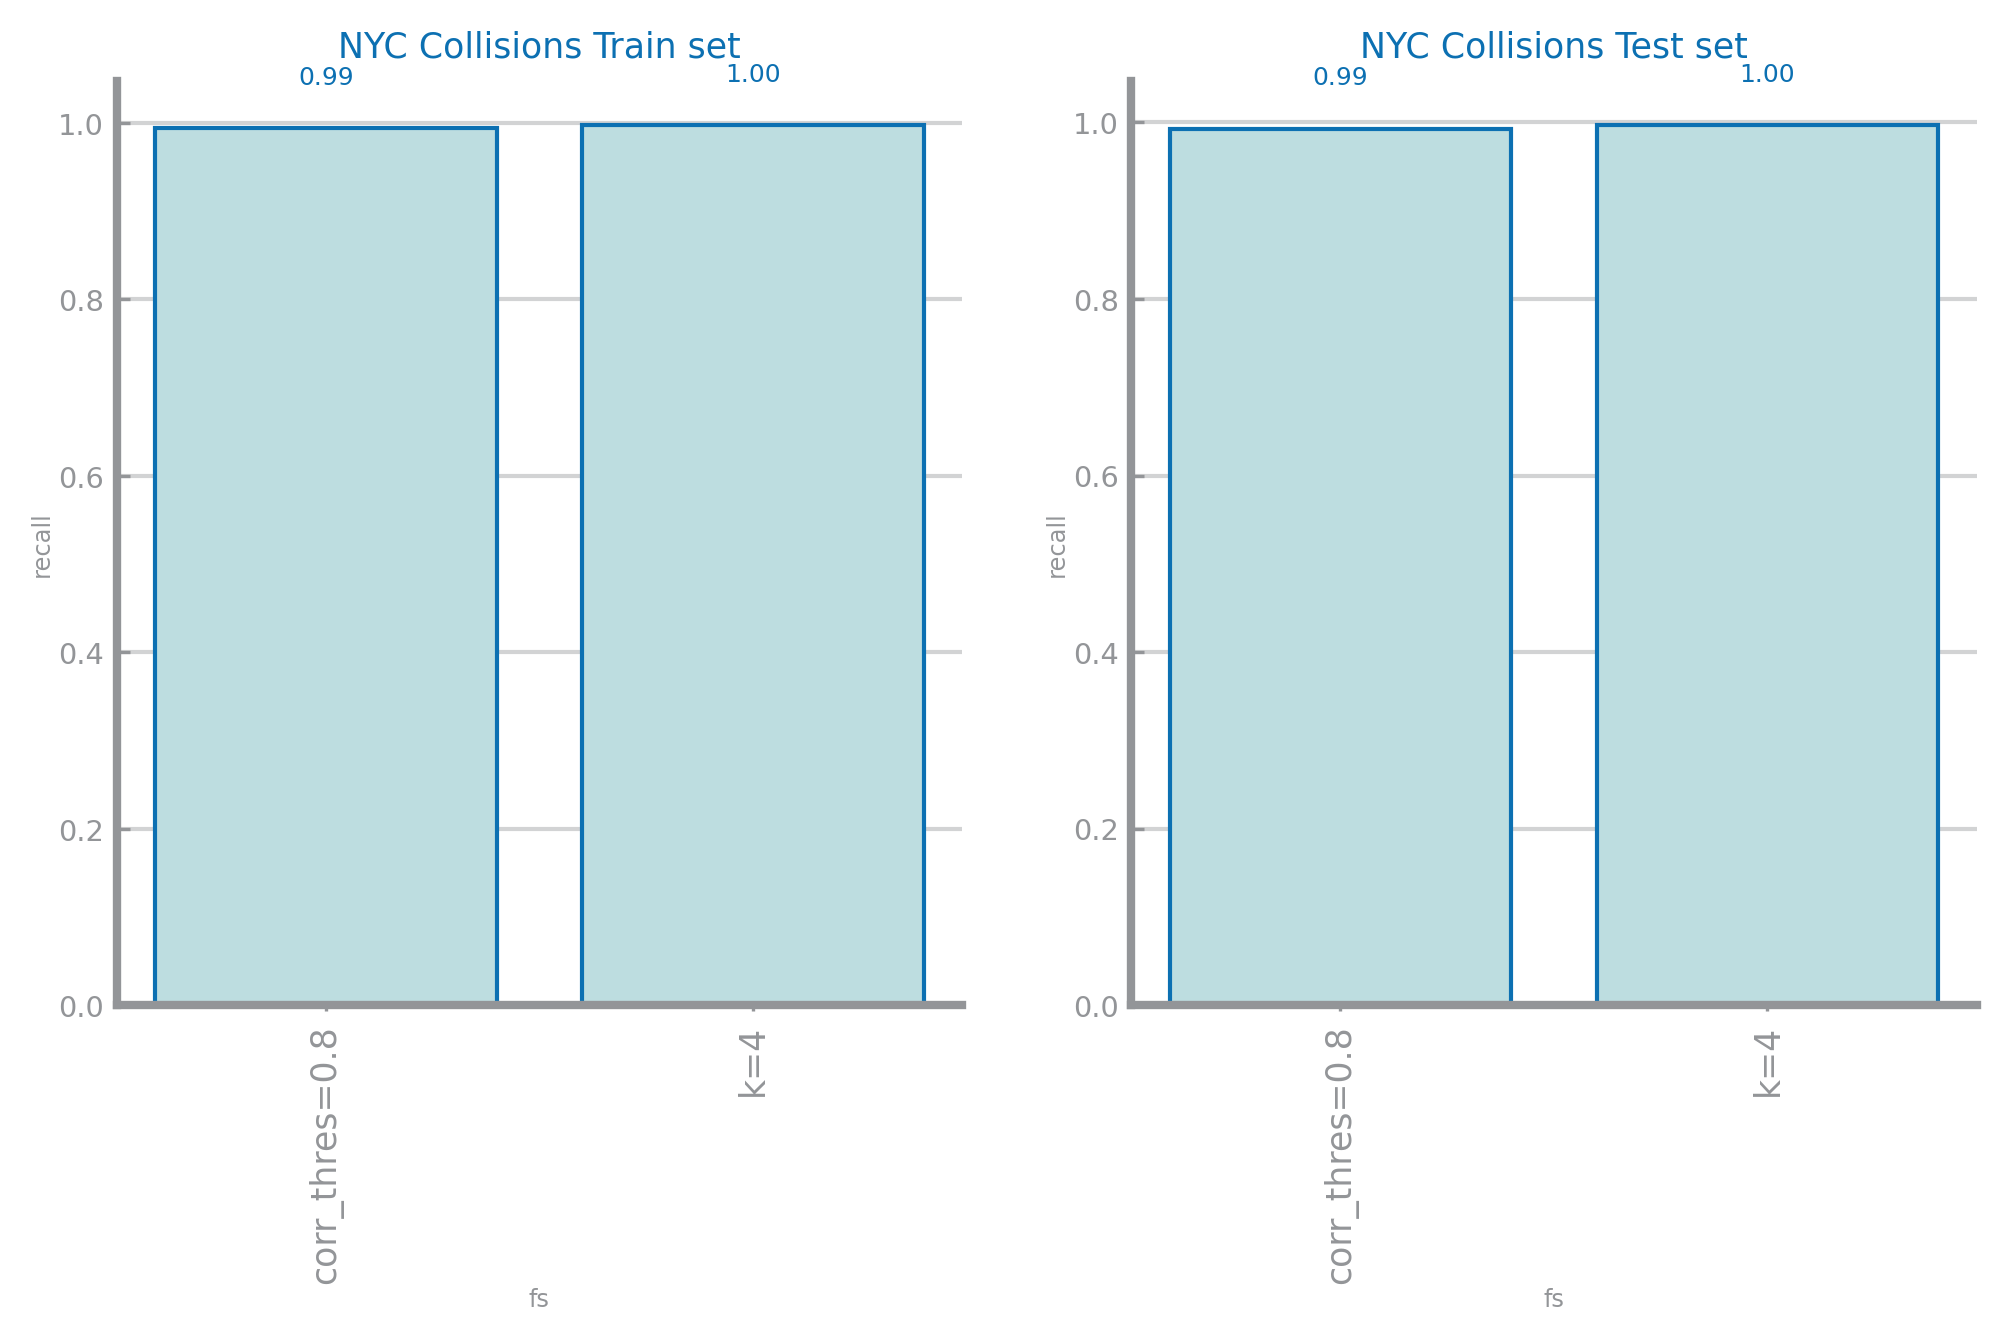 NYC Collisions Train set
0.99
1.00
1.0
0.8
0.6
0.4
0.2
0.0
recall
corr_thres=0.8
k=4
fs
NYC Collisions Test set
0.99
1.00
1.0
0.8
0.6
0.4
0.2
0.0
recall
corr_thres=0.8
k=4
fs